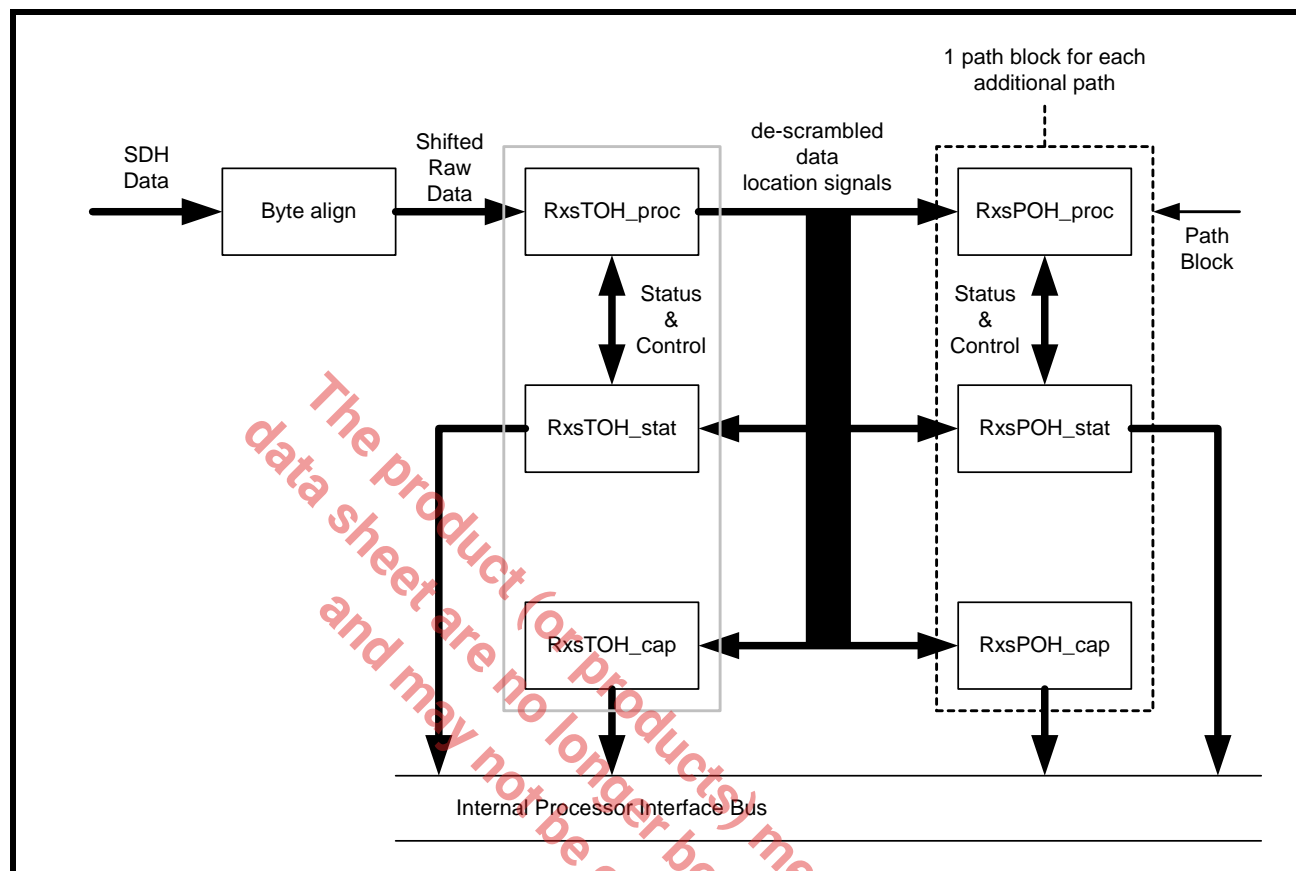 1 path block for each
additional path
SDH
Data
Byte align
Shifted
Raw
Data
RxsTOH_proc
de-scrambled
data
location signals
RxsPOH_proc
Path
Block
Status
&
Control
Status
&
Control
RxsTOH_stat
RxsPOH_stat
RxsTOH_cap
RxsPOH_cap
Internal Processor Interface Bus
The product (or products) me
data sheet are no longer be
and may not be